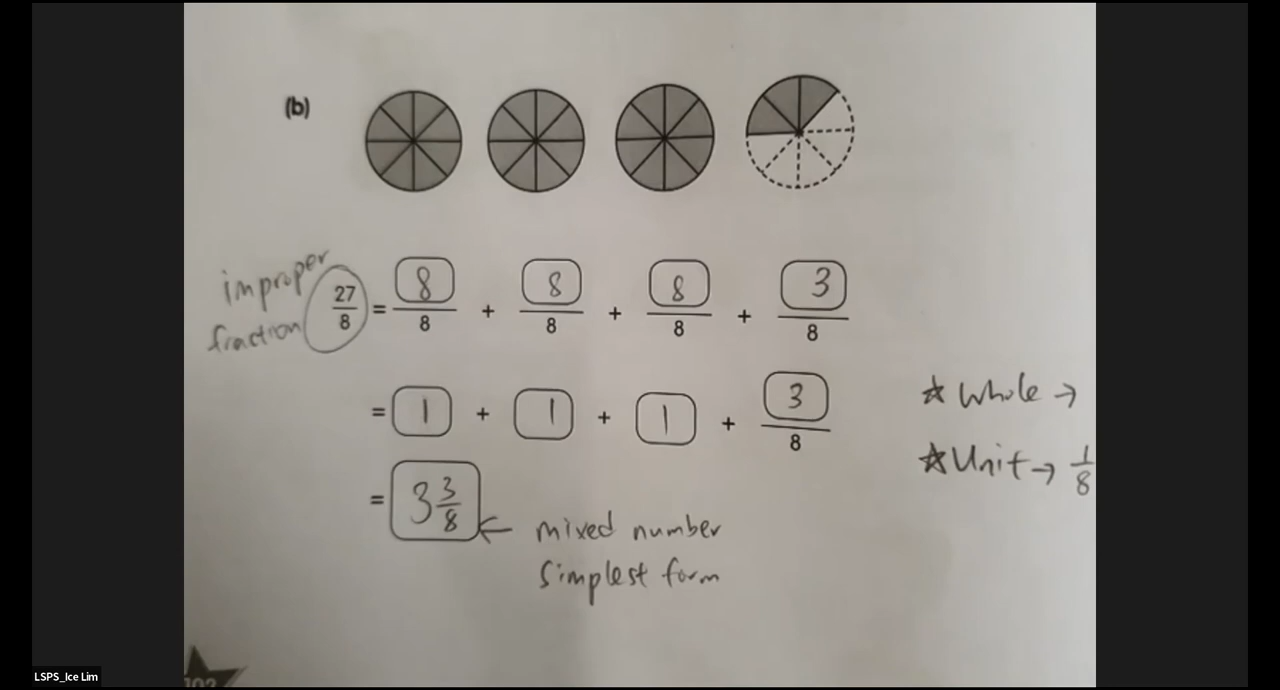 (b)
improper
fraction
27/8 = 8/8 + 8/8 + 8/8 + 3/8
= 1 + 1 + 1 + 3/8
☆ Whole →
☆ Unit → 1/8
= 3 3/8 ← mixed number
Simplest form
103
LSPS_Ice Lim